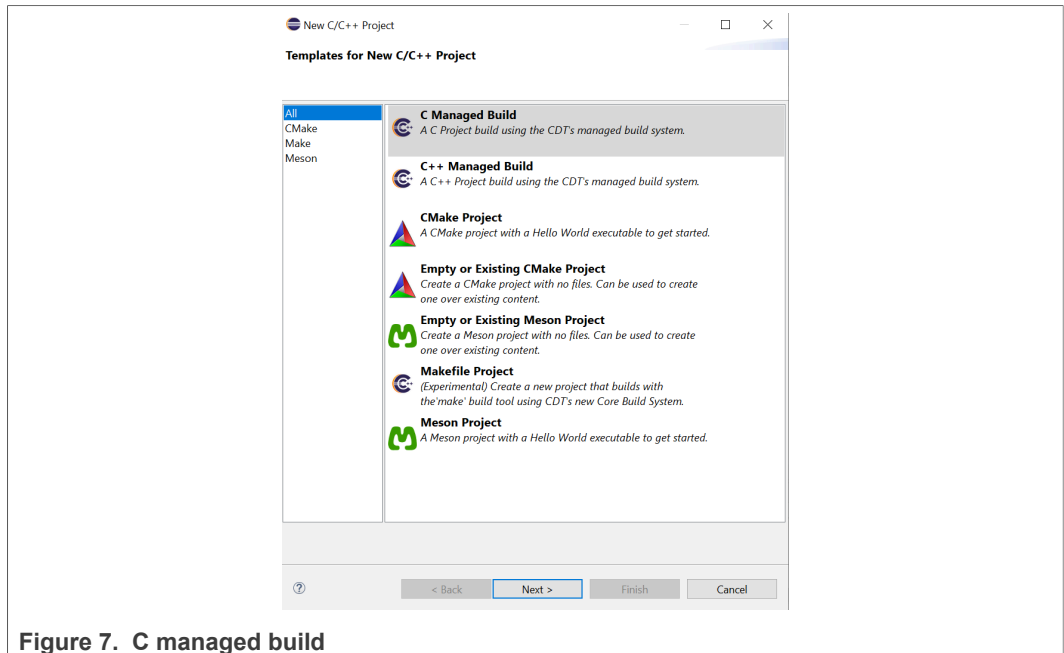 New C/C++ Project
Templates for New C/C++ Project
All
CMake
Make
Meson
C Managed Build
A C Project build using the CDT's managed build system.
C++ Managed Build
A C++ Project build using the CDT's managed build system.
CMake Project
A CMake project with a Hello World executable to get started.
Empty or Existing CMake Project
Create a CMake project with no files. Can be used to create
one over existing content.
Empty or Existing Meson Project
Create a Meson project with no files. Can be used to create
one over existing content.
Makefile Project
(Experimental) Create a new project that builds with
the'make' build tool using CDT's new Core Build System.
Meson Project
A Meson project with a Hello World executable to get started.
?
< Back
Next >
Finish
Cancel
Figure 7. C managed build